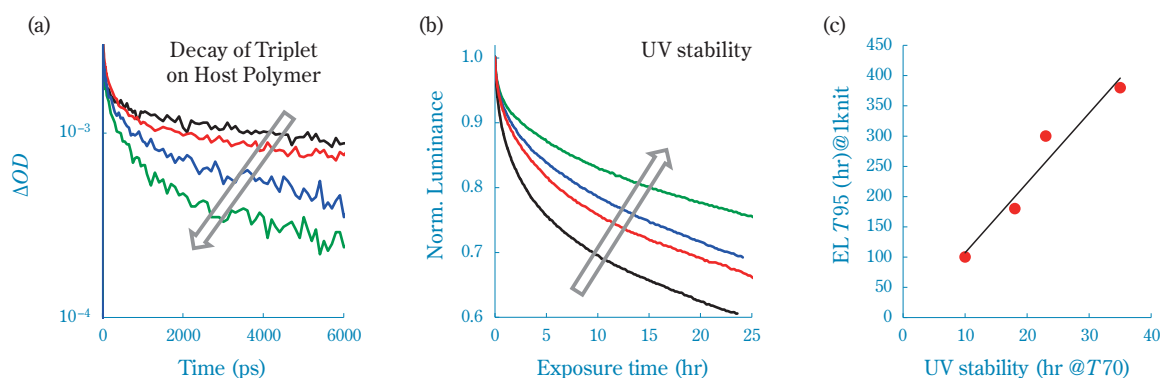 (a)
Decay of Triplet
on Host Polymer
10⁻³
10⁻⁴
ΔOD
0 2000 4000 6000
Time (ps)
(b)
UV stability
1.0
0.9
0.8
0.7
0.6
Norm. Luminance
0 5 10 15 20 25
Exposure time (hr)
(c)
450
400
350
300
250
200
150
100
50
0
EL T95 (hr)@1knit
0 10 20 30 40
UV stability (hr @T70)